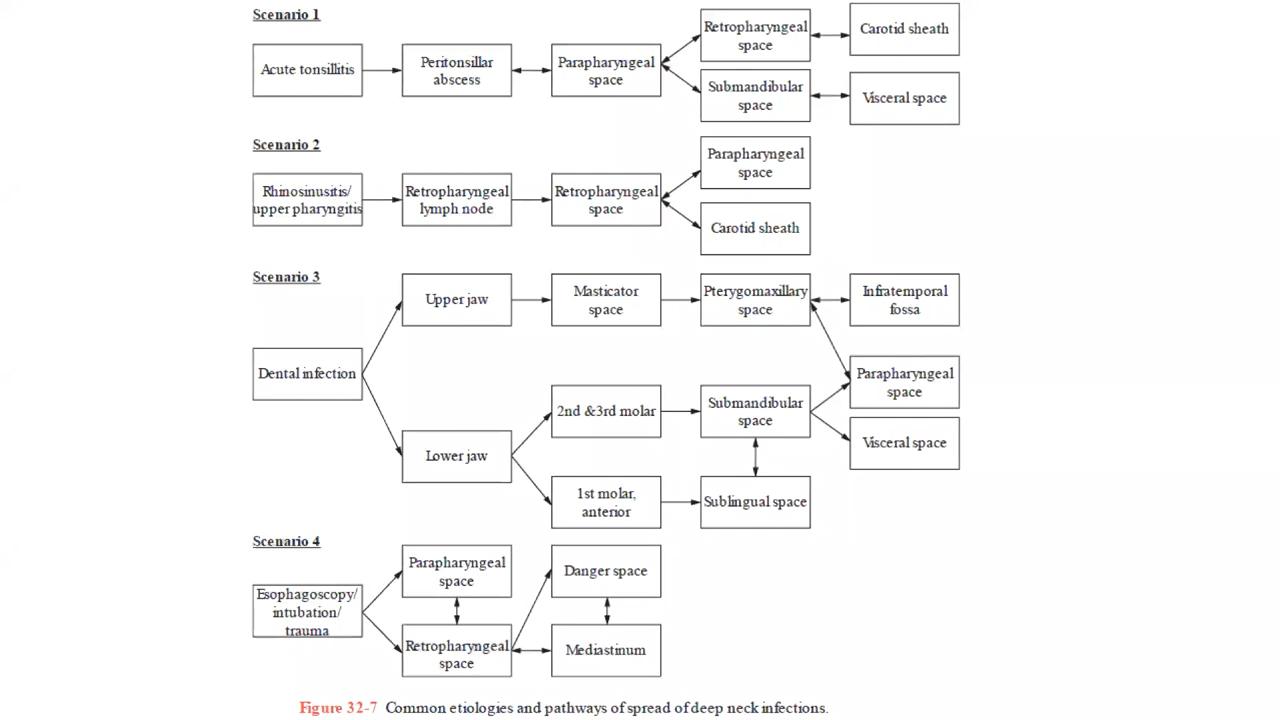 Scenario 1
Acute tonsillitis
Peritonsillar
abscess
Parapharyngeal
space
Retropharyngeal
space
Carotid sheath
Submandibular
space
Visceral space
Scenario 2
Rhinosinusitis/
upper pharyngitis
Retropharyngeal
lymph node
Retropharyngeal
space
Parapharyngeal
space
Carotid sheath
Scenario 3
Dental infection
Upper jaw
Masticator
space
Pterygomaxillary
space
Infratemporal
fossa
Parapharyngeal
space
Lower jaw
2nd &3rd molar
Submandibular
space
Visceral space
1st molar,
anterior
Sublingual space
Scenario 4
Esophagoscopy/
intubation/
trauma
Parapharyngeal
space
Danger space
Retropharyngeal
space
Mediastinum
Figure 32-7 Common etiologies and pathways of spread of deep neck infections.